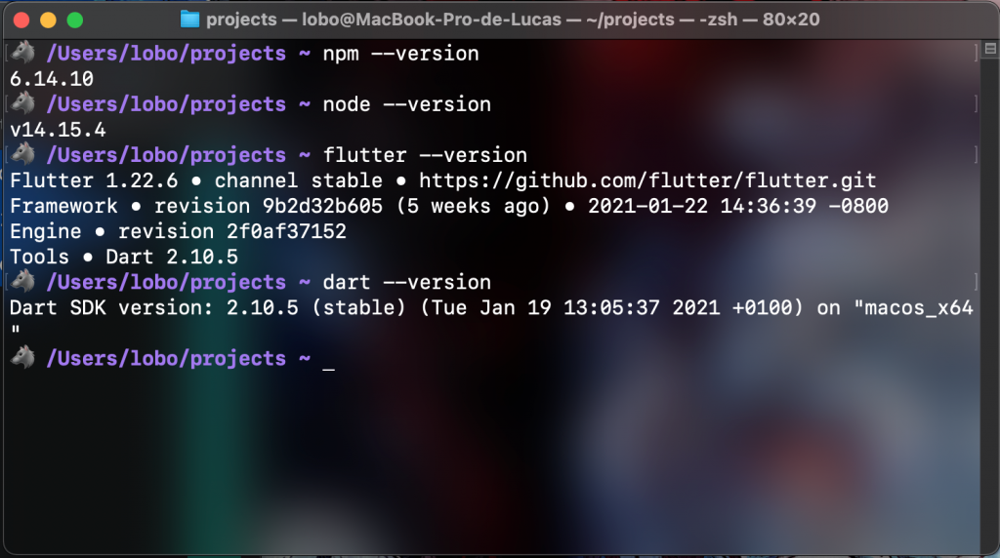 projects — lobo@MacBook-Pro-de-Lucas — ~/projects — -zsh — 80×20
[🐺 /Users/lobo/projects ~ npm --version ]
6.14.10
[🐺 /Users/lobo/projects ~ node --version ]
v14.15.4
[🐺 /Users/lobo/projects ~ flutter --version ]
Flutter 1.22.6 • channel stable • https://github.com/flutter/flutter.git
Framework • revision 9b2d32b605 (5 weeks ago) • 2021-01-22 14:36:39 -0800
Engine • revision 2f0af37152
Tools • Dart 2.10.5
[🐺 /Users/lobo/projects ~ dart --version ]
Dart SDK version: 2.10.5 (stable) (Tue Jan 19 13:05:37 2021 +0100) on "macos_x64
"
🐺 /Users/lobo/projects ~ _